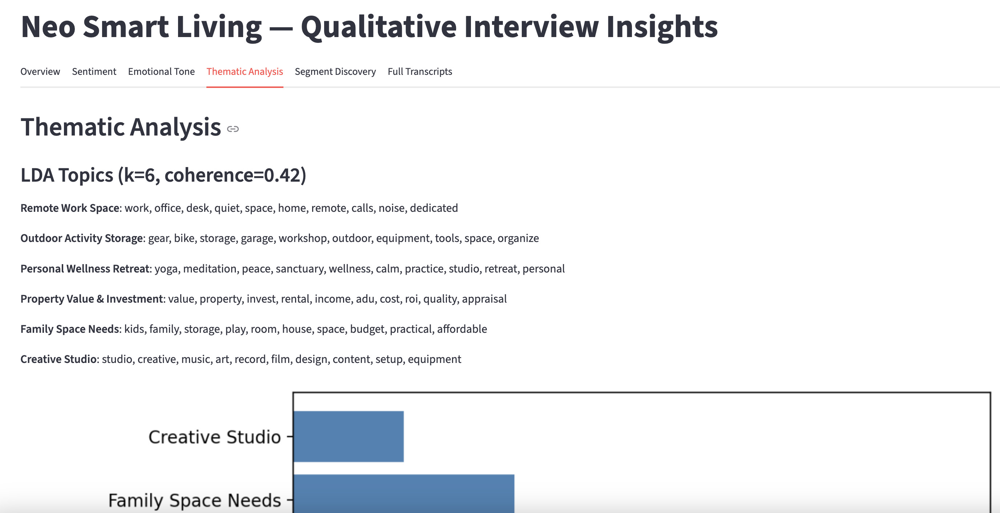 Neo Smart Living — Qualitative Interview Insights
Overview Sentiment Emotional Tone Thematic Analysis Segment Discovery Full Transcripts
Thematic Analysis
LDA Topics (k=6, coherence=0.42)
Remote Work Space: work, office, desk, quiet, space, home, remote, calls, noise, dedicated
Outdoor Activity Storage: gear, bike, storage, garage, workshop, outdoor, equipment, tools, space, organize
Personal Wellness Retreat: yoga, meditation, peace, sanctuary, wellness, calm, practice, studio, retreat, personal
Property Value & Investment: value, property, invest, rental, income, adu, cost, roi, quality, appraisal
Family Space Needs: kids, family, storage, play, room, house, space, budget, practical, affordable
Creative Studio: studio, creative, music, art, record, film, design, content, setup, equipment
Creative Studio
Family Space Needs